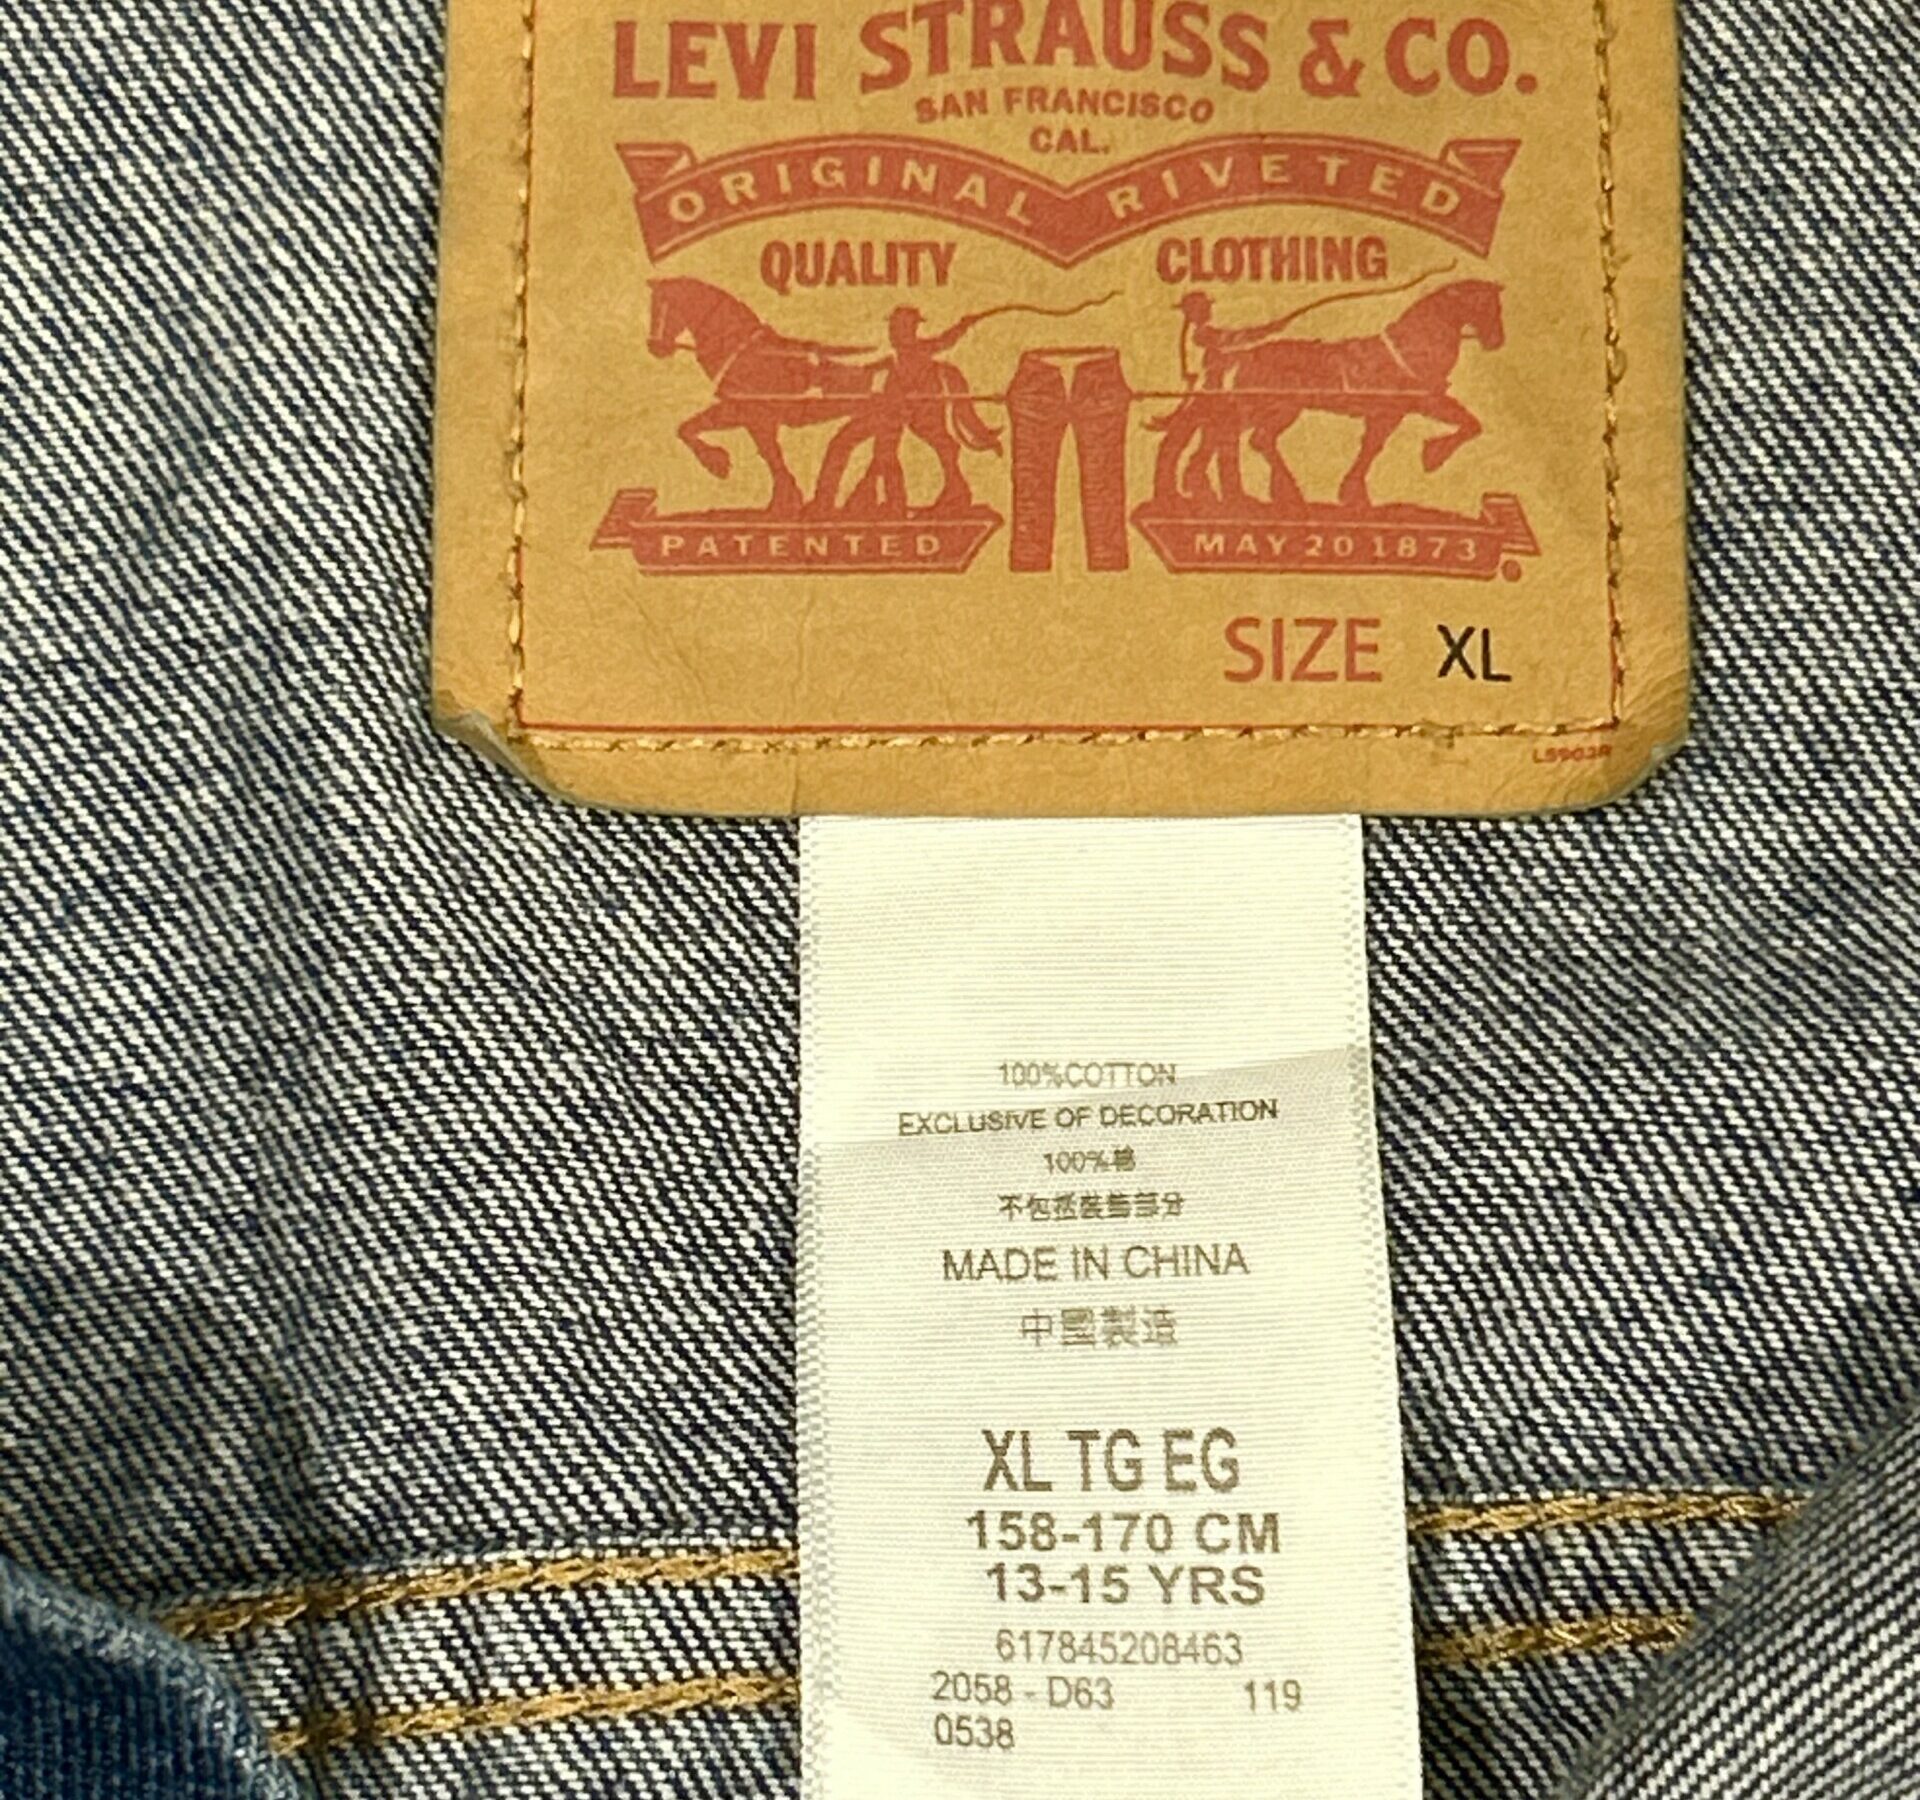 LEVI STRAUSS & CO.
SAN FRANCISCO
CAL.
ORIGINAL RIVETED
QUALITY CLOTHING
PATENTED MAY 20 1873
SIZE XL
100%COTTON
EXCLUSIVE OF DECORATION
100%棉
不包括裝飾部分
MADE IN CHINA
中國製造
XL TG EG
158-170 CM
13-15 YRS
617845208463
2058 - D63 119
0538